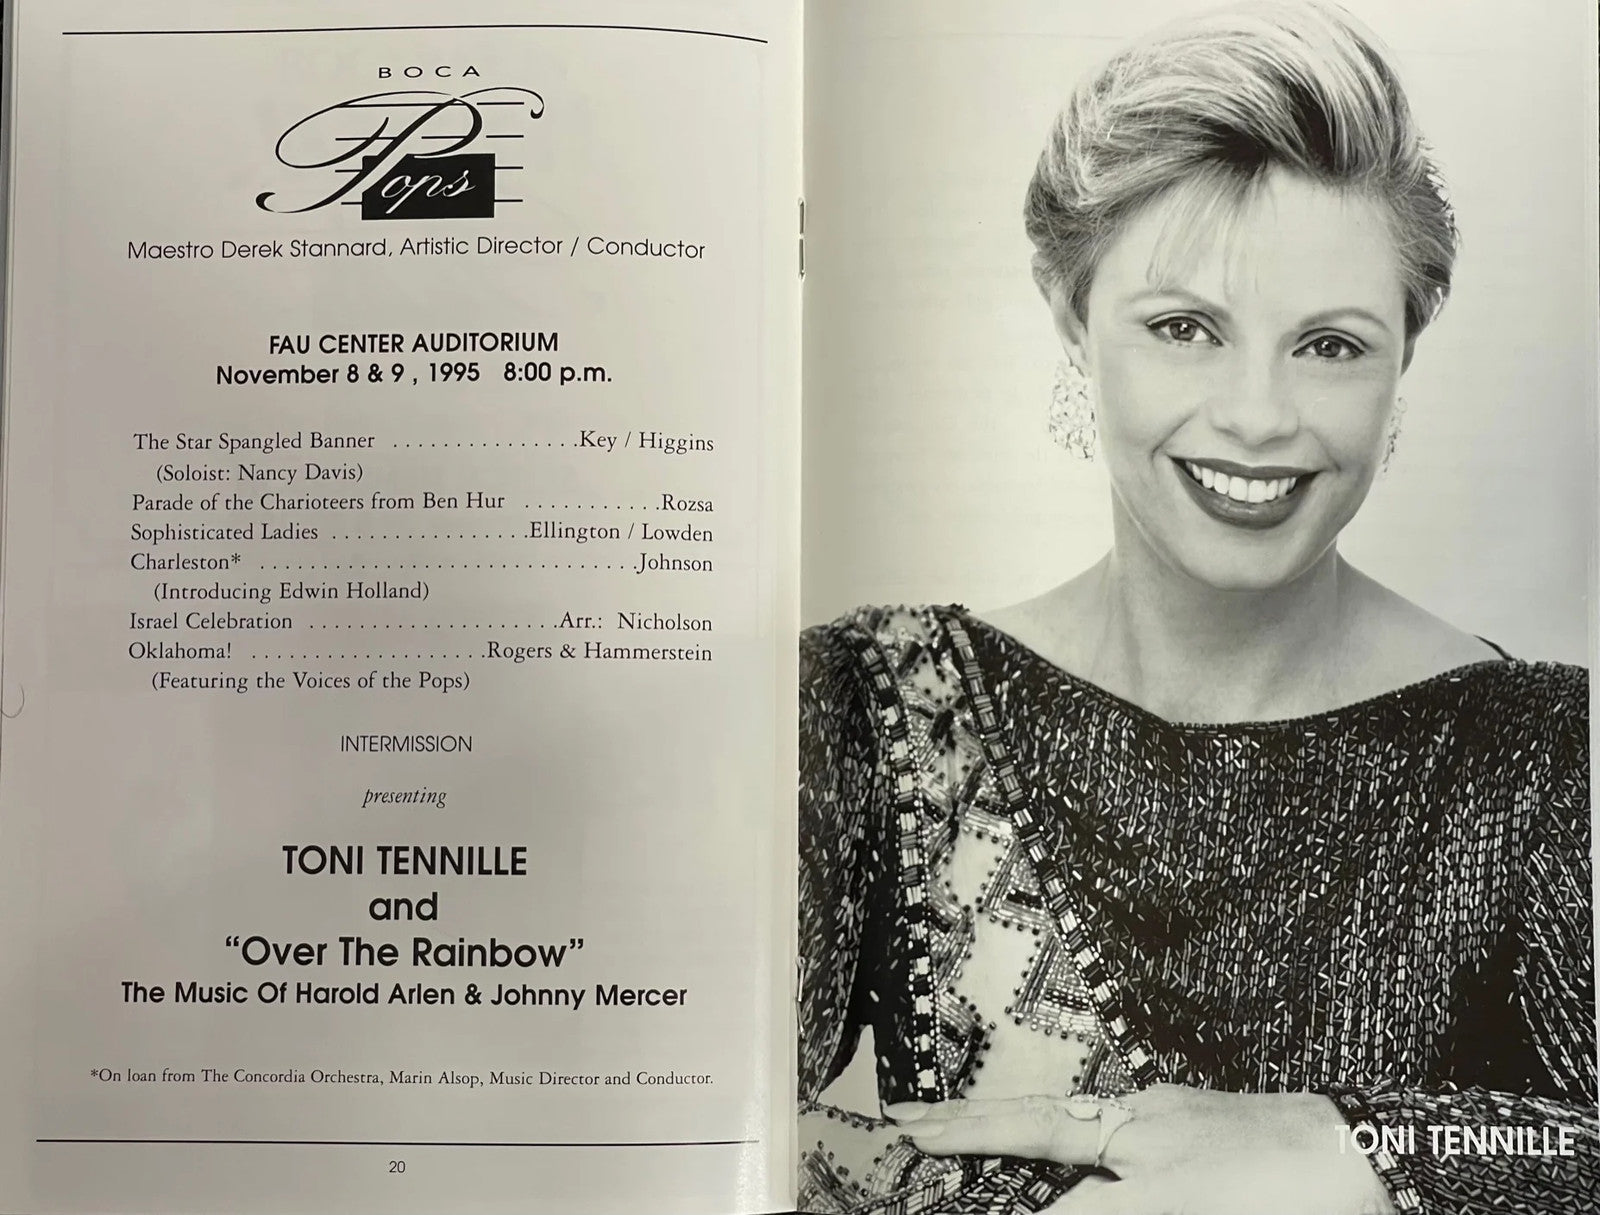 BOCA
Pops
Maestro Derek Stannard, Artistic Director / Conductor
FAU CENTER AUDITORIUM
November 8 & 9 , 1995 8:00 p.m.
The Star Spangled Banner . . . . . . . . . . . . . . .Key / Higgins
(Soloist: Nancy Davis)
Parade of the Charioteers from Ben Hur . . . . . . . . . . .Rozsa
Sophisticated Ladies . . . . . . . . . . . . . . . .Ellington / Lowden
Charleston* . . . . . . . . . . . . . . . . . . . . . . . . . . . . . .Johnson
(Introducing Edwin Holland)
Israel Celebration . . . . . . . . . . . . . . . . . . . .Arr.: Nicholson
Oklahoma! . . . . . . . . . . . . . . . . . . .Rogers & Hammerstein
(Featuring the Voices of the Pops)
INTERMISSION
presenting
TONI TENNILLE
and
“Over The Rainbow”
The Music Of Harold Arlen & Johnny Mercer
*On loan from The Concordia Orchestra, Marin Alsop, Music Director and Conductor.
20
TONI TENNILLE